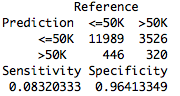 Reference
Prediction <=50K >50K
<=50K 11989 3526
>50K 446 320
Sensitivity Specificity
0.08320333 0.96413349